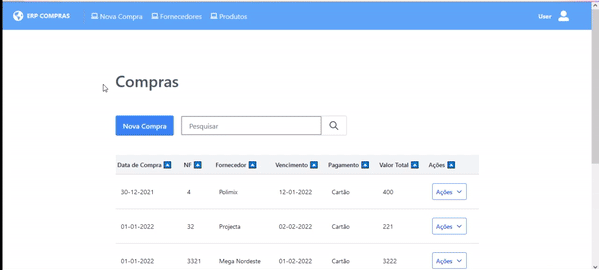 ERP COMPRAS Nova Compra Fornecedores Produtos User
Compras
Nova Compra Pesquisar
Data de Compra NF Fornecedor Vencimento Pagamento Valor Total Ações
30-12-2021 4 Polimix 12-01-2022 Cartão 400 Ações
01-01-2022 32 Projecta 02-02-2022 Cartão 221 Ações
01-01-2022 3321 Mega Nordeste 01-02-2022 Cartão 3222 Ações